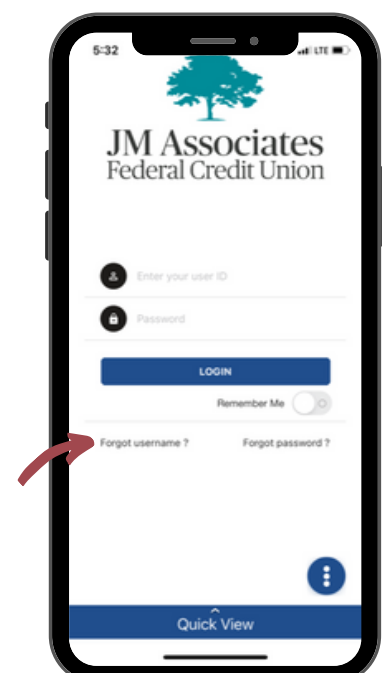 5:32
LTE
JM Associates
Federal Credit Union
Enter your user ID
Password
LOGIN
Remember Me
Forgot username ? Forgot password ?
Quick View